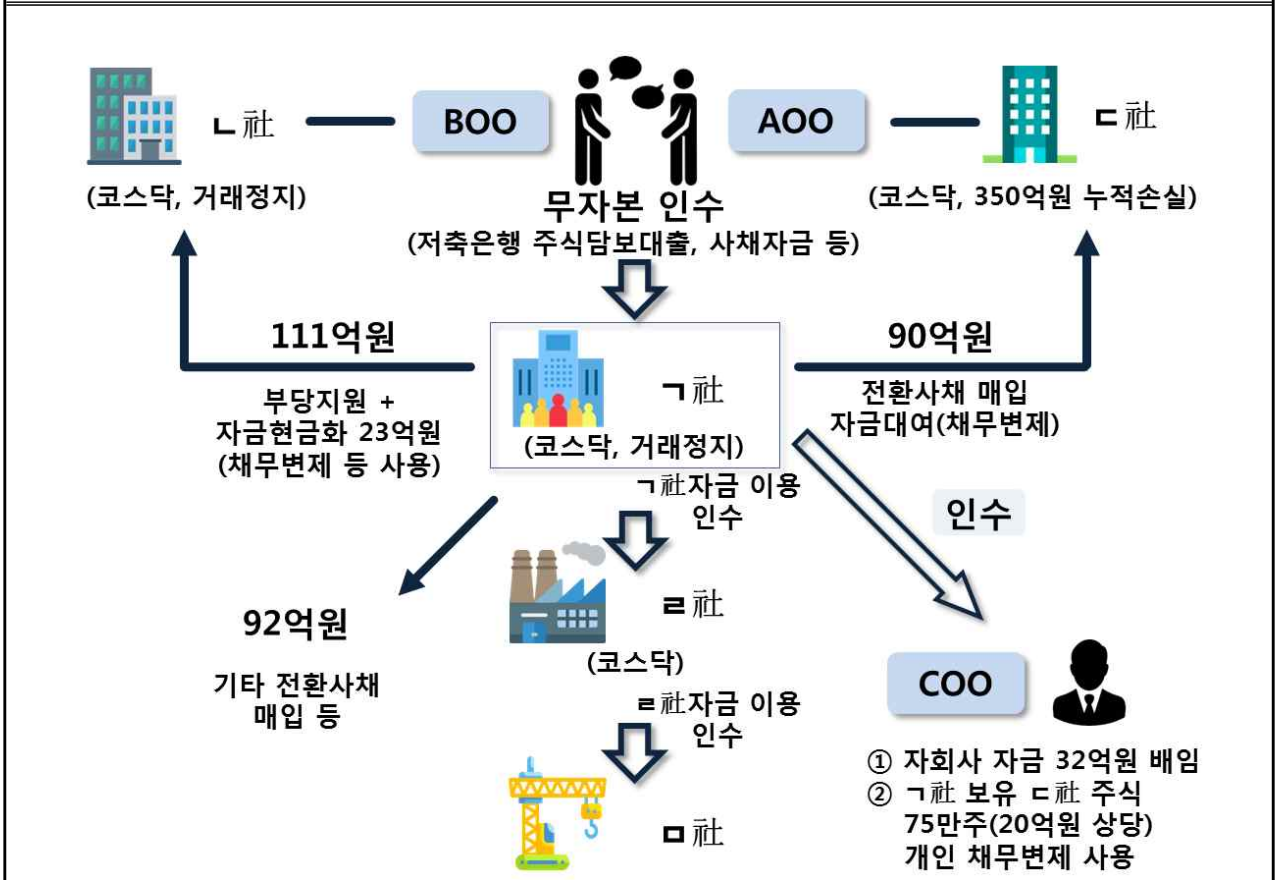 ㄴ社
BOO
AOO
ㄷ社
(코스닥, 거래정지)
무자본 인수
(저축은행 주식담보대출, 사채자금 등)
(코스닥, 350억원 누적손실)
111억원
부당지원 +
자금현금화 23억원
(채무변제 등 사용)
ㄱ社
(코스닥, 거래정지)
90억원
전환사채 매입
자금대여(채무변제)
ㄱ社자금 이용
인수
인수
92억원
기타 전환사채
매입 등
ㄹ社
(코스닥)
ㄹ社자금 이용
인수
ㅁ社
COO
① 자회사 자금 32억원 배임
② ㄱ社 보유 ㄷ社 주식
75만주(20억원 상당)
개인 채무변제 사용